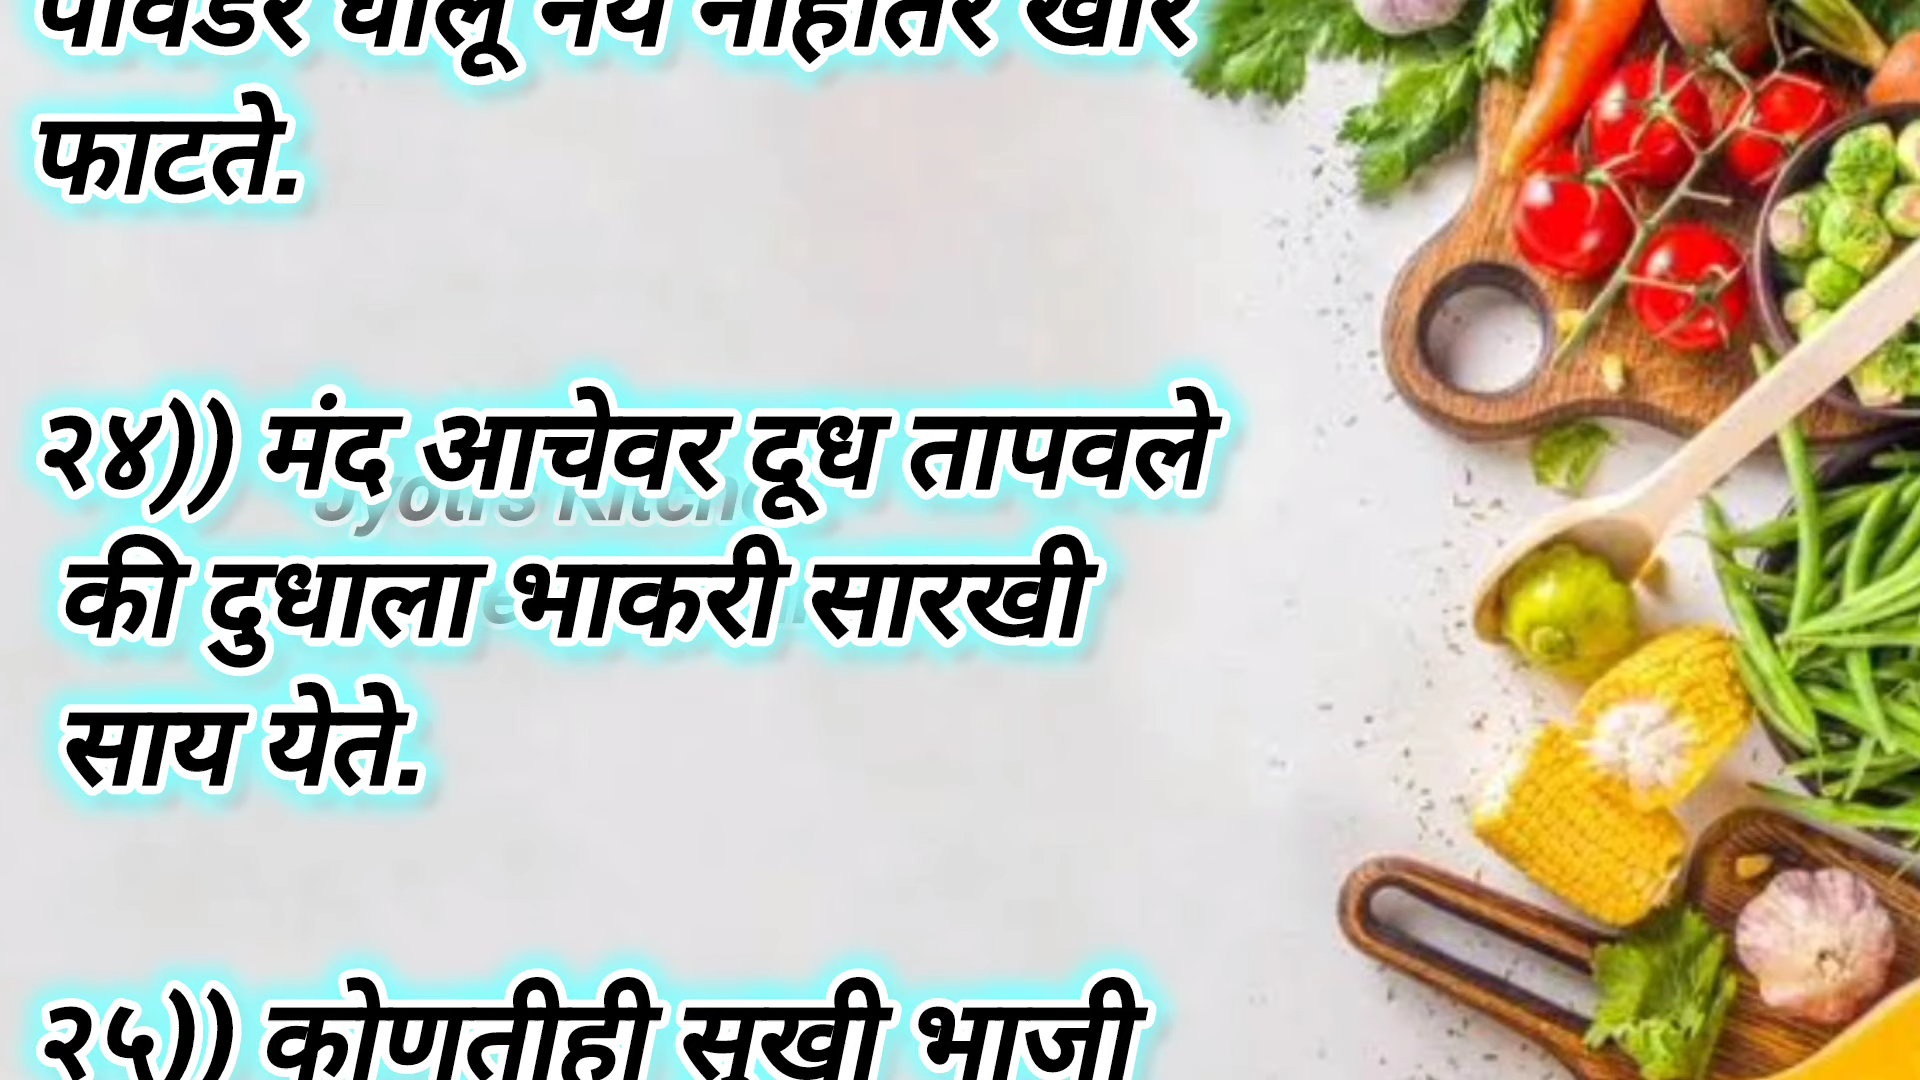 पावडर घालू नये नाहीतर खीर
फाटते.
२४)) मंद आचेवर दूध तापवले
की दुधाला भाकरी सारखी
साय येते.
२५)) कोणतीही सुखी भाजी